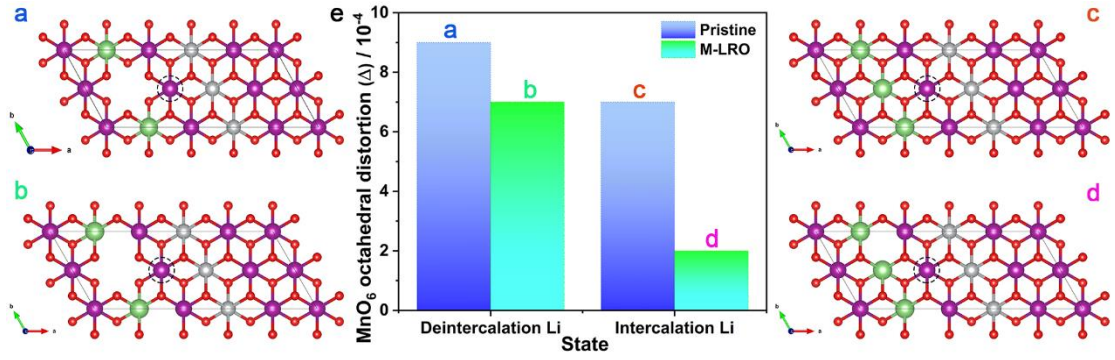 a
b
a
b
b
a
e
MnO6 octahedral distortion (Δ) / 10-4
10
8
6
4
2
0
Pristine
M-LRO
a
b
c
d
Deintercalation Li
Intercalation Li
State
c
b
a
d
b
a